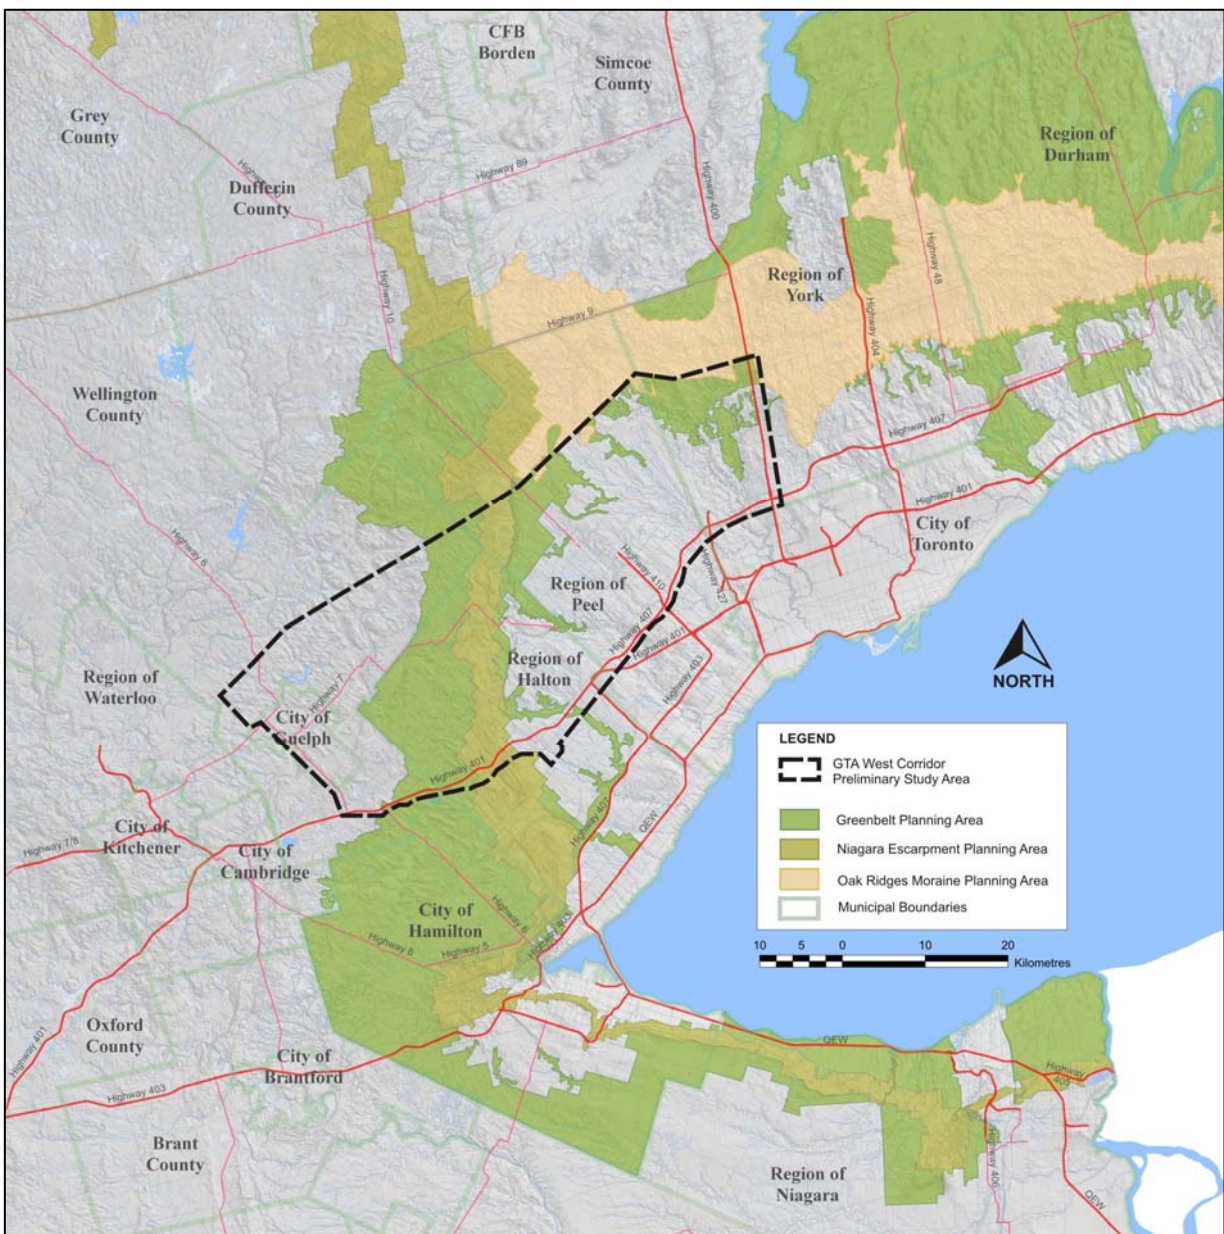 CFB
Borden
Simcoe
County
Grey
County
Region of
Durham
Highway 89
Highway
Dufferin
County
Highway 400
Highway 10
Region of
York
Highway 48
Highway 9
Highway 404
Wellington
County
Highway 407
Highway 401
City of
Toronto
Highway 6
Highway 410
Highway 427
Region of
Peel
Highway 407
Highway 401
Region of
Halton
Highway 403
NORTH
Region of
Waterloo
Highway 7
City of
Guelph
LEGEND
GTA West Corridor
Preliminary Study Area
Greenbelt Planning Area
Niagara Escarpment Planning Area
Oak Ridges Moraine Planning Area
Municipal Boundaries
10 5 0 10 20
Kilometres
Highway 401
Highway 407
QEW
City of
Kitchener
Highway 7/8
City of
Cambridge
City of
Hamilton
Highway 6
Highway 8
Highway 5
Highway 403
Oxford
County
Highway 401
City of
Brantford
Highway 403
QEW
Highway
405
Brant
County
Region of
Niagara
Highway 406
QEW